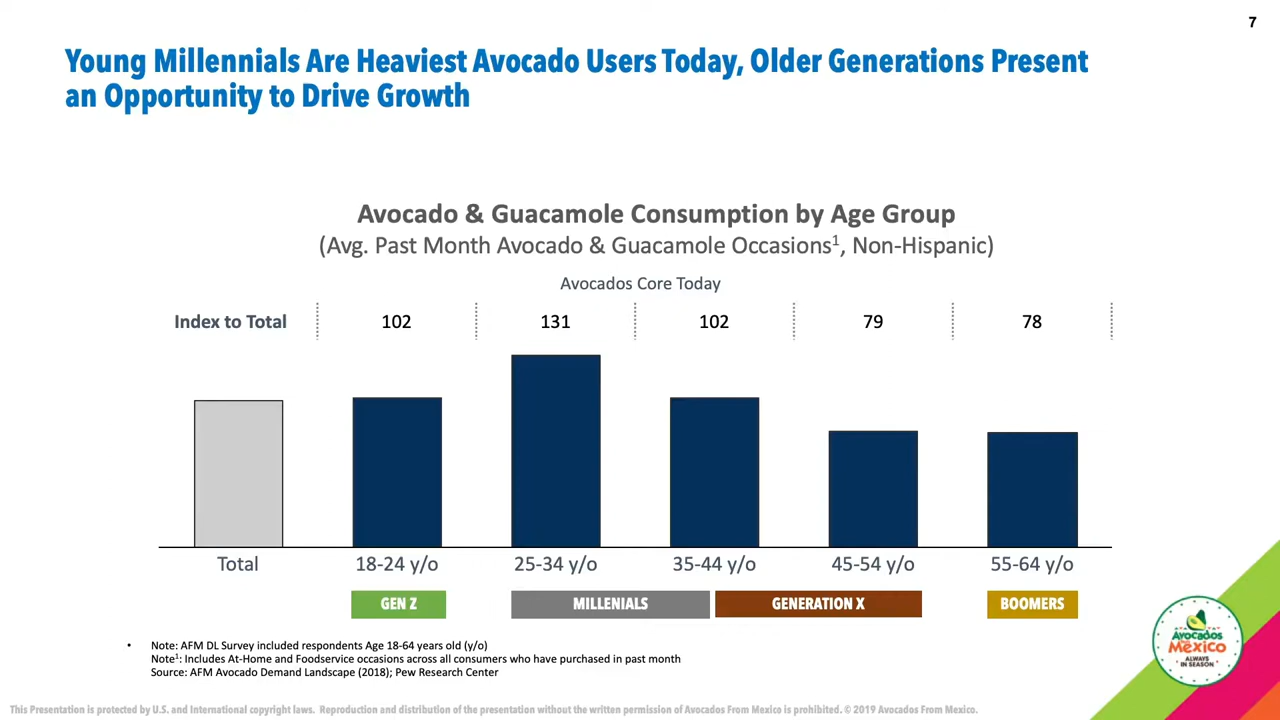 7
Young Millennials Are Heaviest Avocado Users Today, Older Generations Present
an Opportunity to Drive Growth
Avocado & Guacamole Consumption by Age Group
(Avg. Past Month Avocado & Guacamole Occasions¹, Non-Hispanic)
Avocados Core Today
Index to Total 102 131 102 79 78
Total 18-24 y/o 25-34 y/o 35-44 y/o 45-54 y/o 55-64 y/o
GEN Z MILLENIALS GENERATION X BOOMERS
• Note: AFM DL Survey included respondents Age 18-64 years old (y/o)
Note¹: Includes At-Home and Foodservice occasions across all consumers who have purchased in past month
Source: AFM Avocado Demand Landscape (2018); Pew Research Center
Avocados
from
Mexico
ALWAYS
IN SEASON
This Presentation is protected by U.S. and International copyright laws. Reproduction and distribution of the presentation without the written permission of Avocados From Mexico is prohibited. © 2019 Avocados From Mexico.